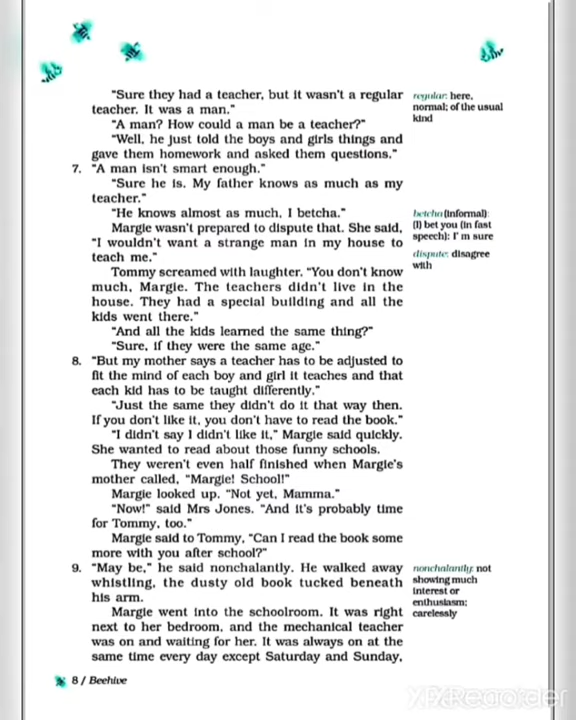 "Sure they had a teacher, but it wasn't a regular
teacher. It was a man."
"A man? How could a man be a teacher?"
"Well, he just told the boys and girls things and
gave them homework and asked them questions."
7. "A man isn't smart enough."
"Sure he is. My father knows as much as my
teacher."
"He knows almost as much, I betcha."
Margie wasn't prepared to dispute that. She said,
"I wouldn't want a strange man in my house to
teach me."
Tommy screamed with laughter. "You don't know
much, Margie. The teachers didn't live in the
house. They had a special building and all the
kids went there."
"And all the kids learned the same thing?"
"Sure, if they were the same age."
8. "But my mother says a teacher has to be adjusted to
fit the mind of each boy and girl it teaches and that
each kid has to be taught differently."
"Just the same they didn't do it that way then.
If you don't like it, you don't have to read the book."
"I didn't say I didn't like it," Margie said quickly.
She wanted to read about those funny schools.
They weren't even half finished when Margie's
mother called, "Margie! School!"
Margie looked up. "Not yet, Mamma."
"Now!" said Mrs Jones. "And it's probably time
for Tommy, too."
Margie said to Tommy, "Can I read the book some
more with you after school?"
9. "May be," he said nonchalantly. He walked away
whistling, the dusty old book tucked beneath
his arm.
Margie went into the schoolroom. It was right
next to her bedroom, and the mechanical teacher
was on and waiting for her. It was always on at the
same time every day except Saturday and Sunday,
regular: here,
normal; of the usual
kind
betcha (informal):
(I) bet you (in fast
speech): I' m sure
dispute: disagree
with
nonchalantly: not
showing much
interest or
enthusiasm;
carelessly
8 / Beehive
XRecorder